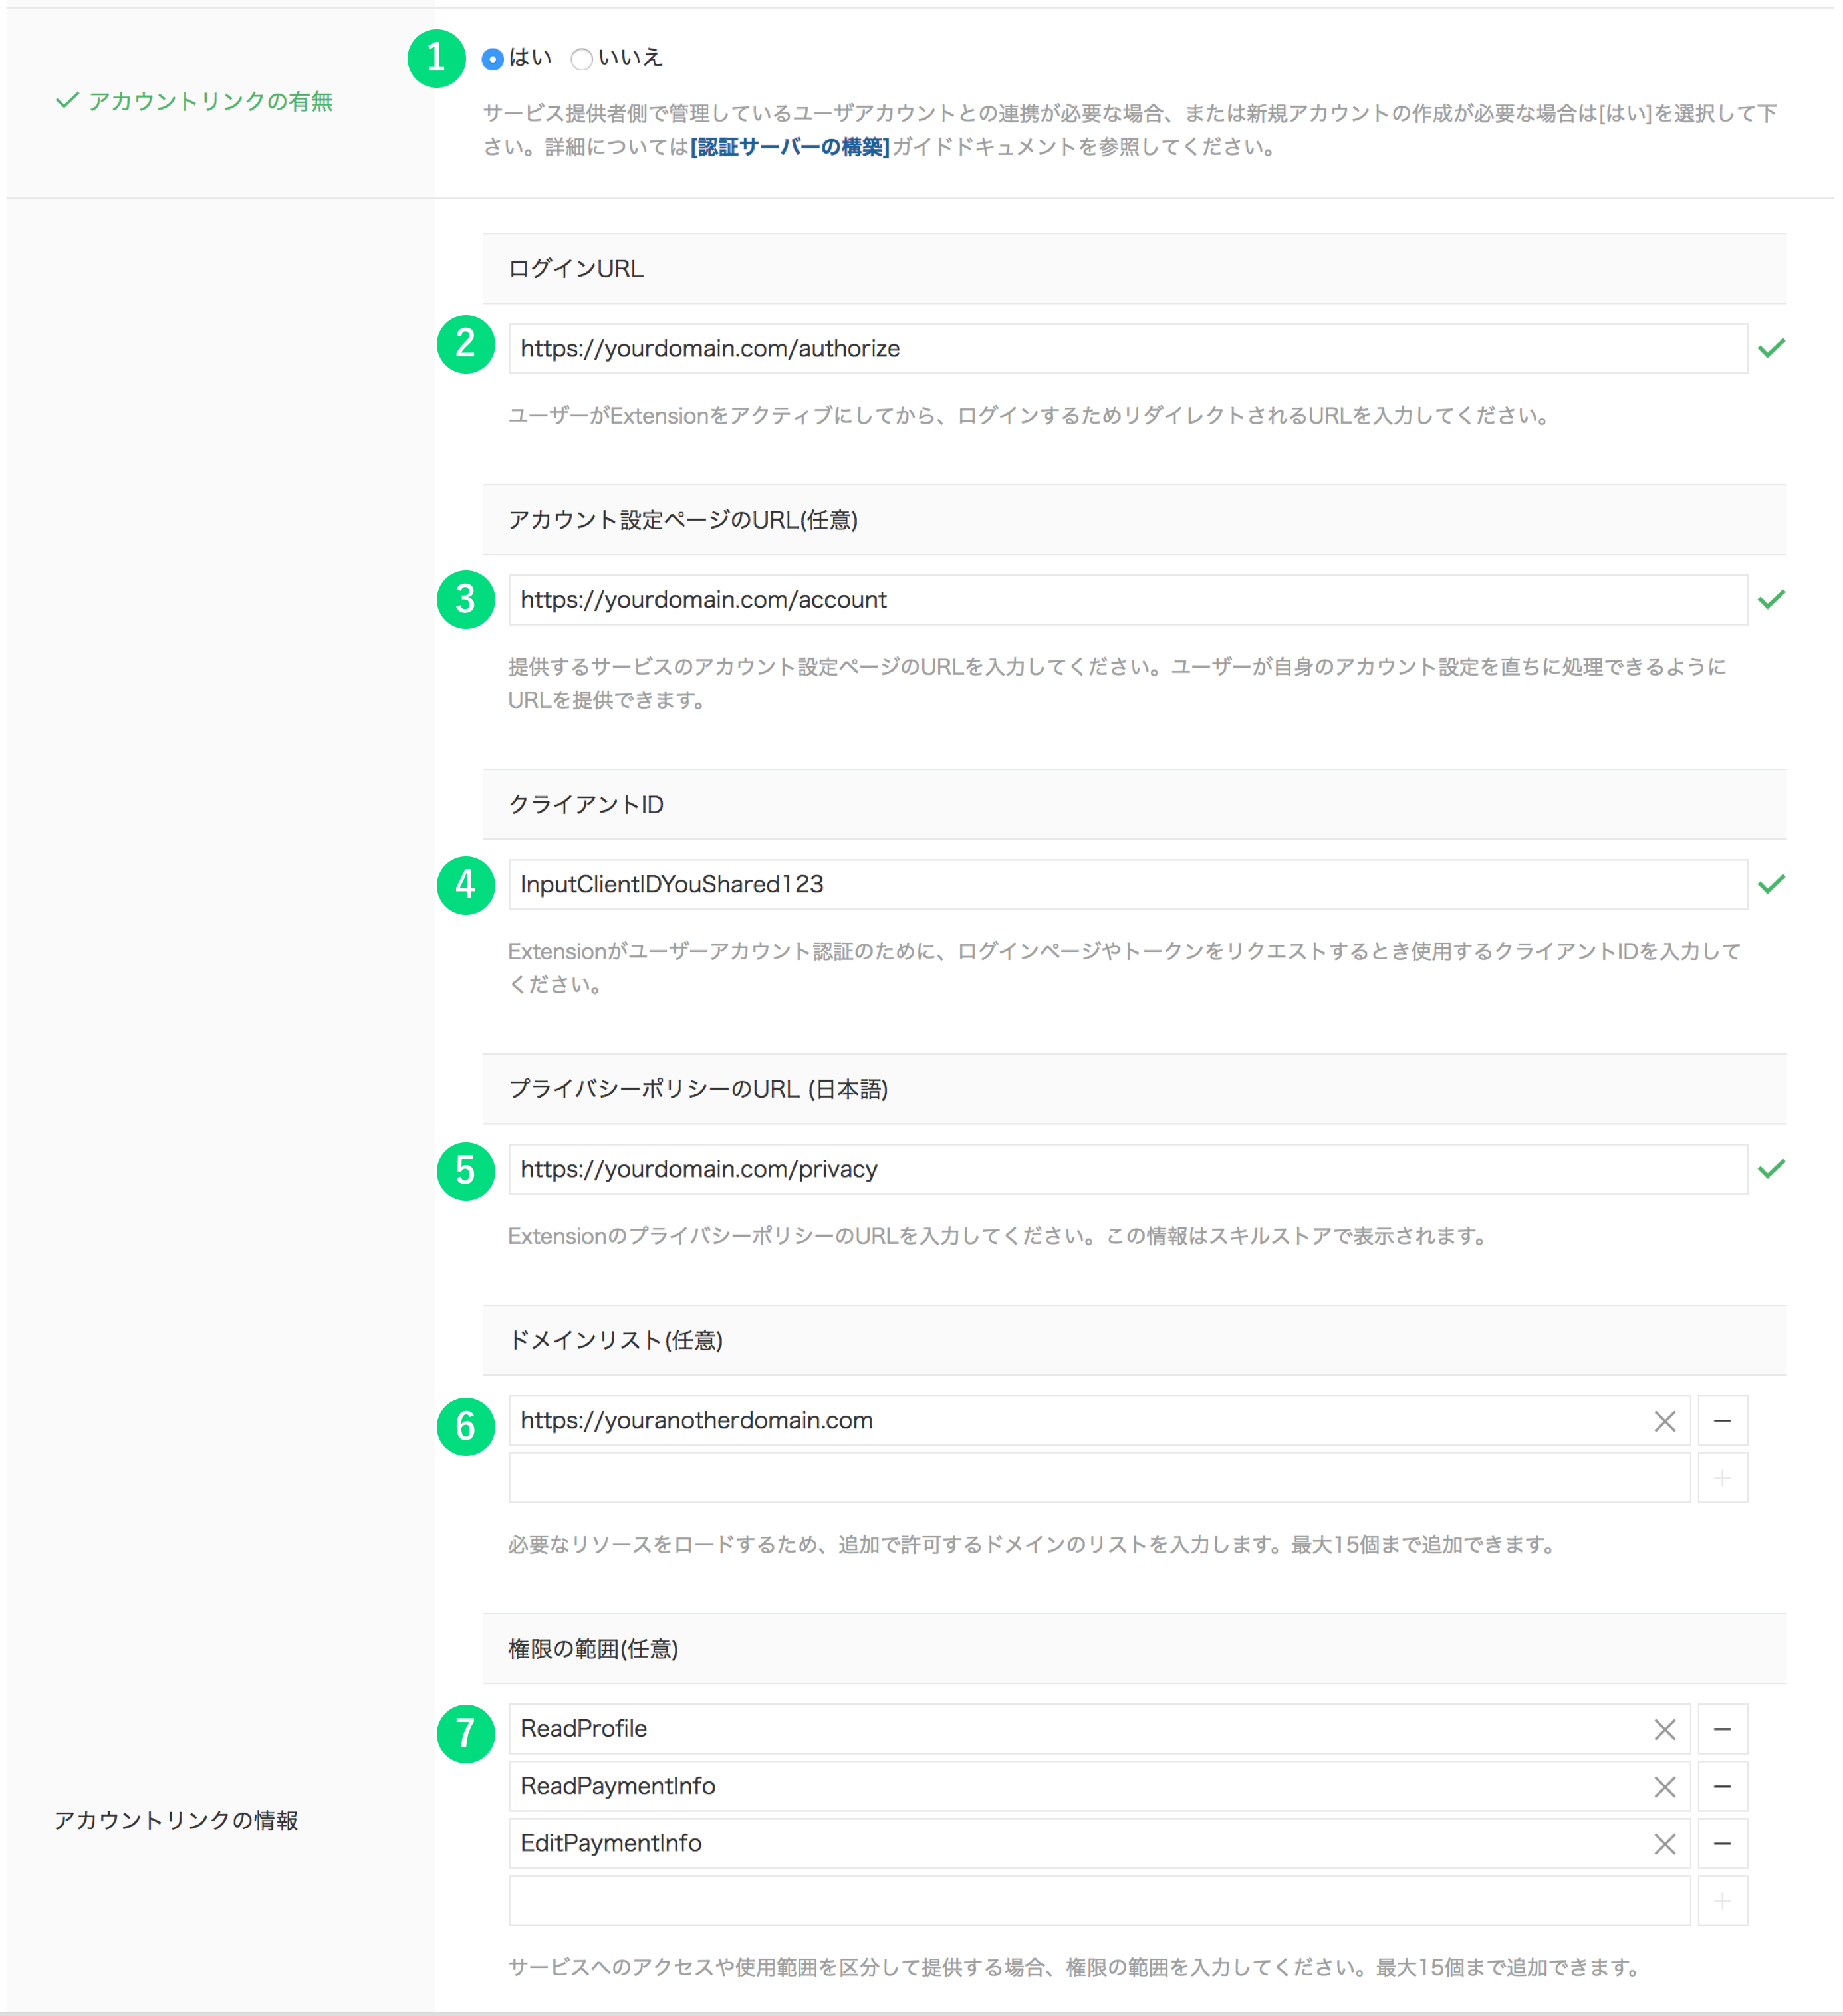 1 はい いいえ
✓ アカウントリンクの有無
サービス提供者側で管理しているユーザアカウントとの連携が必要な場合、または新規アカウントの作成が必要な場合は[はい]を選択して下
さい。詳細については[認証サーバーの構築]ガイドドキュメントを参照してください。
ログインURL
2 https://yourdomain.com/authorize
ユーザーがExtensionをアクティブにしてから、ログインするためリダイレクトされるURLを入力してください。
アカウント設定ページのURL(任意)
3 https://yourdomain.com/account
提供するサービスのアカウント設定ページのURLを入力してください。ユーザーが自身のアカウント設定を直ちに処理できるように
URLを提供できます。
クライアントID
4 InputClientIDYouShared123
Extensionがユーザーアカウント認証のために、ログインページやトークンをリクエストするとき使用するクライアントIDを入力して
ください。
プライバシーポリシーのURL (日本語)
5 https://yourdomain.com/privacy
ExtensionのプライバシーポリシーのURLを入力してください。この情報はスキルストアで表示されます。
ドメインリスト(任意)
6 https://youranotherdomain.com
必要なリソースをロードするため、追加で許可するドメインのリストを入力します。最大15個まで追加できます。
権限の範囲(任意)
7 ReadProfile
ReadPaymentInfo
アカウントリンクの情報
EditPaymentInfo
サービスへのアクセスや使用範囲を区分して提供する場合、権限の範囲を入力してください。最大15個まで追加できます。